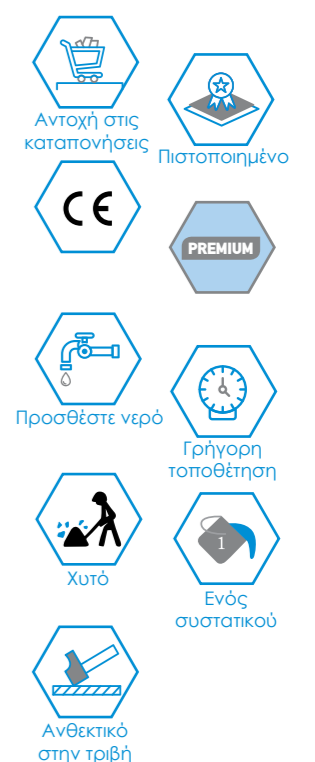 Αντοχή στις
καταπονήσεις
Πιστοποιημένο
CE
PREMIUM
Προσθέστε νερό
Γρήγορη
τοποθέτηση
Χυτό
1
Ενός
συστατικού
Ανθεκτικό
στην τριβή